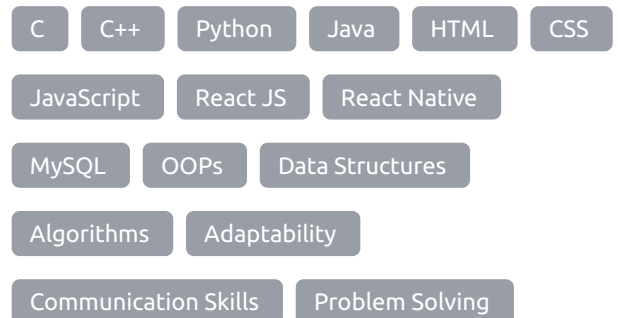 C C++ Python Java HTML CSS
JavaScript React JS React Native
MySQL OOPs Data Structures
Algorithms Adaptability
Communication Skills Problem Solving